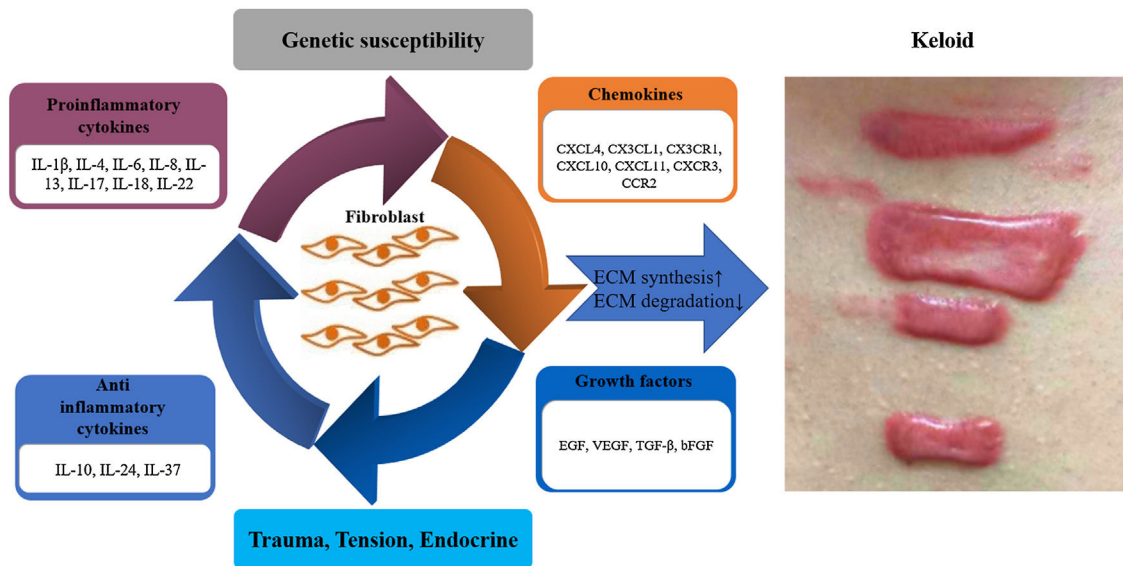 Genetic susceptibility
Keloid
Proinflammatory
cytokines
IL-1β, IL-4, IL-6, IL-8, IL-
13, IL-17, IL-18, IL-22
Chemokines
CXCL4, CX3CL1, CX3CR1,
CXCL10, CXCL11, CXCR3,
CCR2
Fibroblast
ECM synthesis↑
ECM degradation↓
Anti
inflammatory
cytokines
IL-10, IL-24, IL-37
Growth factors
EGF, VEGF, TGF-β, bFGF
Trauma, Tension, Endocrine